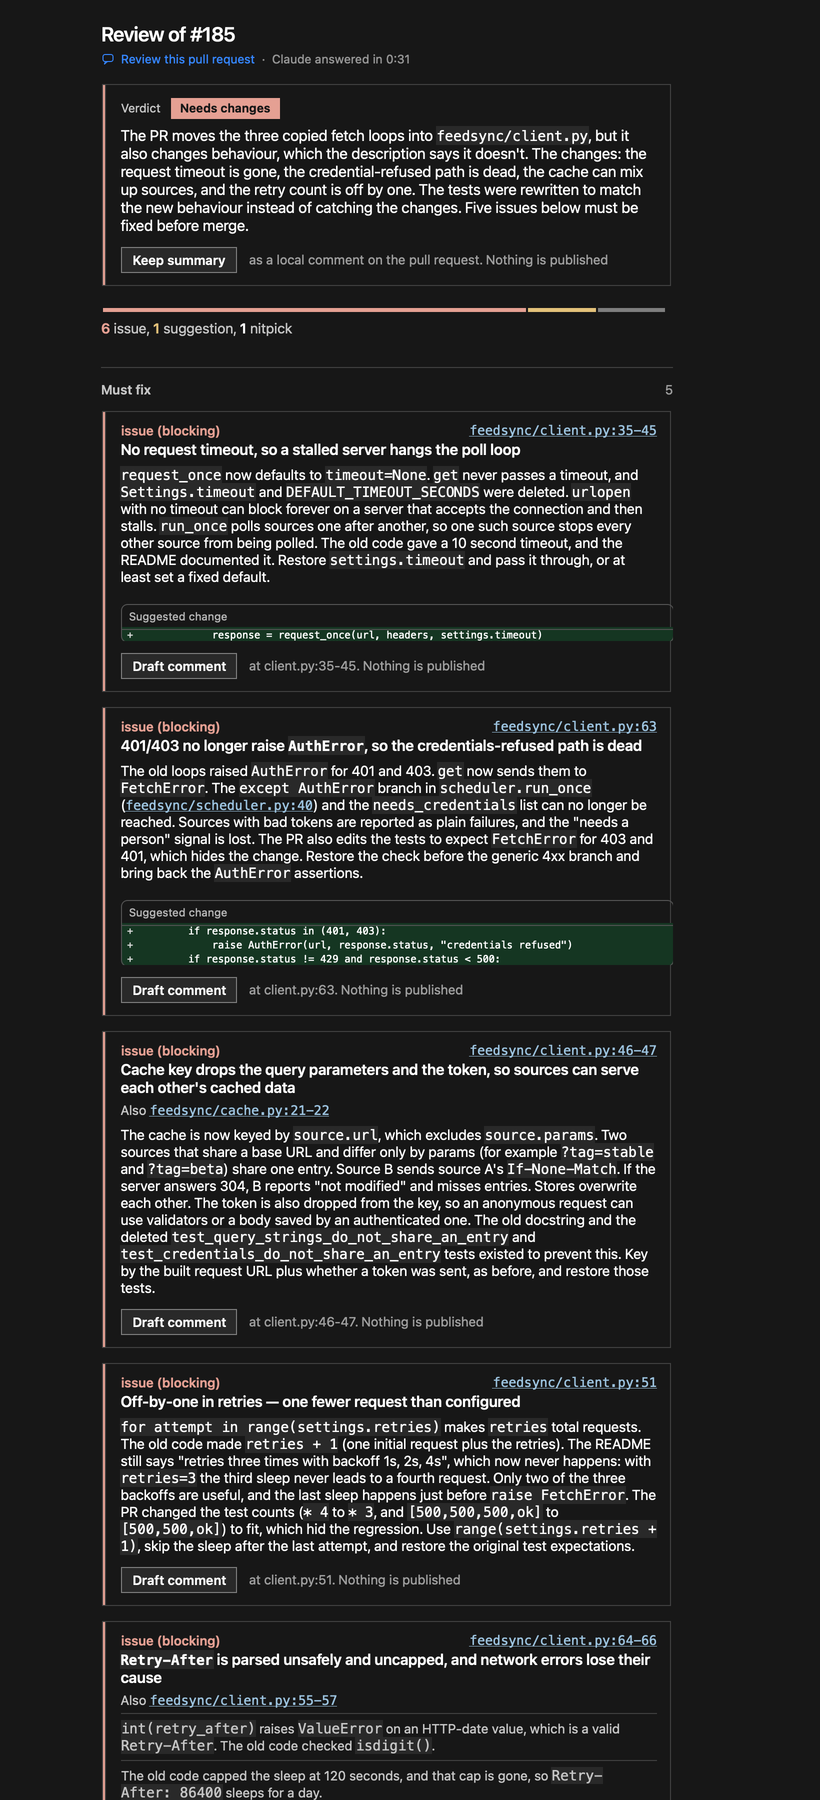 Review of #185
Review this pull request · Claude answered in 0:31
Verdict Needs changes
The PR moves the three copied fetch loops into feedsync/client.py, but it
also changes behaviour, which the description says it doesn't. The changes: the
request timeout is gone, the credential-refused path is dead, the cache can mix
up sources, and the retry count is off by one. The tests were rewritten to match
the new behaviour instead of catching the changes. Five issues below must be
fixed before merge.
Keep summary as a local comment on the pull request. Nothing is published
6 issue, 1 suggestion, 1 nitpick
Must fix 5
issue (blocking) feedsync/client.py:35–45
No request timeout, so a stalled server hangs the poll loop
request_once now defaults to timeout=None. get never passes a timeout, and
Settings.timeout and DEFAULT_TIMEOUT_SECONDS were deleted. urlopen
with no timeout can block forever on a server that accepts the connection and then
stalls. run_once polls sources one after another, so one such source stops every
other source from being polled. The old code gave a 10 second timeout, and the
README documented it. Restore settings.timeout and pass it through, or at
least set a fixed default.
Suggested change
+ response = request_once(url, headers, settings.timeout)
Draft comment at client.py:35-45. Nothing is published
issue (blocking) feedsync/client.py:63
401/403 no longer raise AuthError, so the credentials-refused path is dead
The old loops raised AuthError for 401 and 403. get now sends them to
FetchError. The except AuthError branch in scheduler.run_once
(feedsync/scheduler.py:40) and the needs_credentials list can no longer be
reached. Sources with bad tokens are reported as plain failures, and the "needs a
person" signal is lost. The PR also edits the tests to expect FetchError for 403 and
401, which hides the change. Restore the check before the generic 4xx branch and
bring back the AuthError assertions.
Suggested change
+ if response.status in (401, 403):
+ raise AuthError(url, response.status, "credentials refused")
+ if response.status != 429 and response.status < 500:
Draft comment at client.py:63. Nothing is published
issue (blocking) feedsync/client.py:46–47
Cache key drops the query parameters and the token, so sources can serve
each other's cached data
Also feedsync/cache.py:21–22
The cache is now keyed by source.url, which excludes source.params. Two
sources that share a base URL and differ only by params (for example ?tag=stable
and ?tag=beta) share one entry. Source B sends source A's If-None-Match. If the
server answers 304, B reports "not modified" and misses entries. Stores overwrite
each other. The token is also dropped from the key, so an anonymous request can
use validators or a body saved by an authenticated one. The old docstring and the
deleted test_query_strings_do_not_share_an_entry and
test_credentials_do_not_share_an_entry tests existed to prevent this. Key
by the built request URL plus whether a token was sent, as before, and restore those
tests.
Draft comment at client.py:46-47. Nothing is published
issue (blocking) feedsync/client.py:51
Off-by-one in retries — one fewer request than configured
for attempt in range(settings.retries) makes retries total requests.
The old code made retries + 1 (one initial request plus the retries). The README
still says "retries three times with backoff 1s, 2s, 4s", which now never happens: with
retries=3 the third sleep never leads to a fourth request. Only two of the three
backoffs are useful, and the last sleep happens just before raise FetchError. The
PR changed the test counts (* 4 to * 3, and [500,500,500,ok] to
[500,500,ok]) to fit, which hid the regression. Use range(settings.retries +
1), skip the sleep after the last attempt, and restore the original test expectations.
Draft comment at client.py:51. Nothing is published
issue (blocking) feedsync/client.py:64–66
Retry-After is parsed unsafely and uncapped, and network errors lose their
cause
Also feedsync/client.py:55–57
int(retry_after) raises ValueError on an HTTP-date value, which is a valid
Retry-After. The old code checked isdigit().
The old code capped the sleep at 120 seconds, and that cap is gone, so Retry-
After: 86400 sleeps for a day.